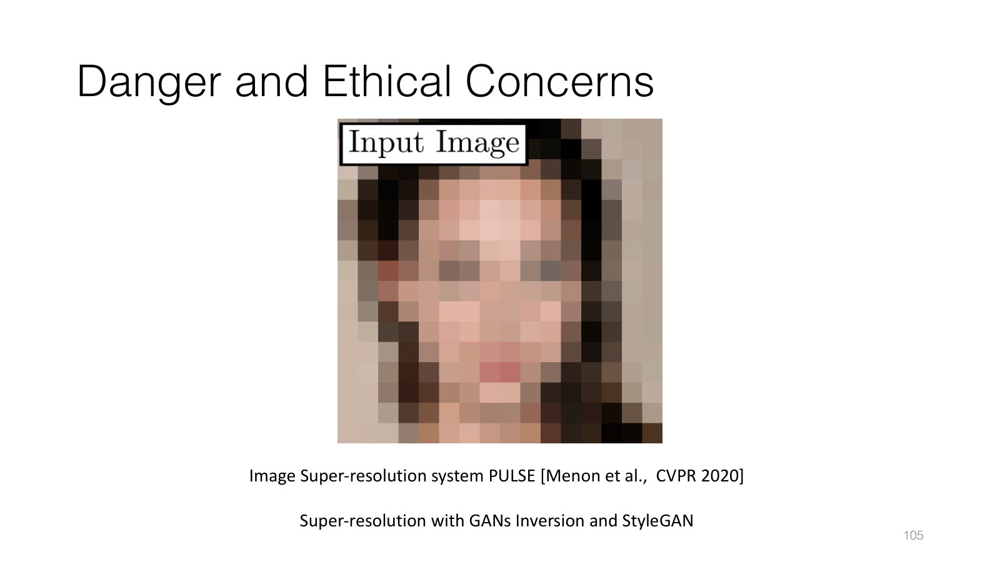 Danger and Ethical Concerns
Input Image
Image Super-resolution system PULSE [Menon et al.,  CVPR 2020]
Super-resolution with GANs Inversion and StyleGAN
105